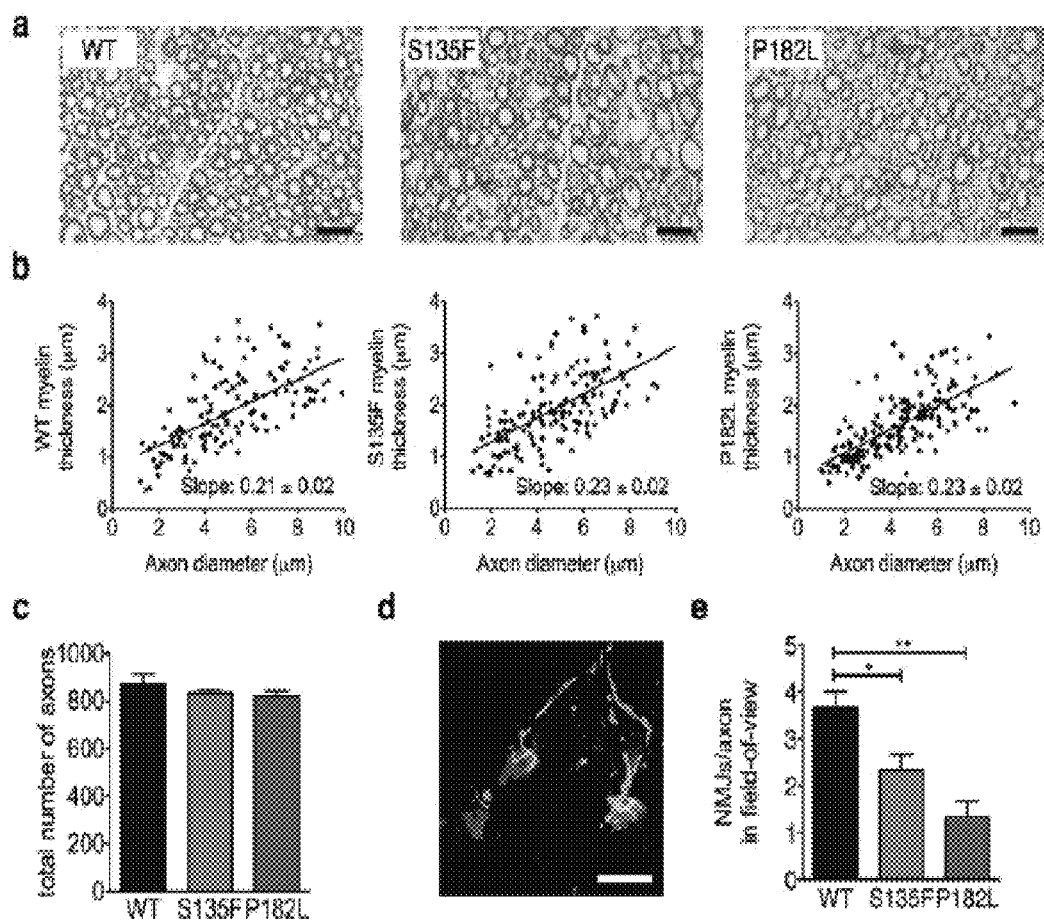 a
WT
S135F
P182L
b
WT myelin
thickness (μm)
4
3
2
1
0
0 2 4 6 8 10
Slope: 0.21 ± 0.02
Axon diameter (μm)
S135F myelin
thickness (μm)
4
3
2
1
0
0 2 4 6 8 10
Slope: 0.23 ± 0.02
Axon diameter (μm)
P182L myelin
thickness (μm)
4
3
2
1
0
0 2 4 6 8 10
Slope: 0.23 ± 0.02
Axon diameter (μm)
c
total number of axons
1000
800
600
400
200
0
WT S135F P182L
d
e
NMJs/axon
in field-of-view
5
4
3
2
1
0
**
*
WT S135F P182L